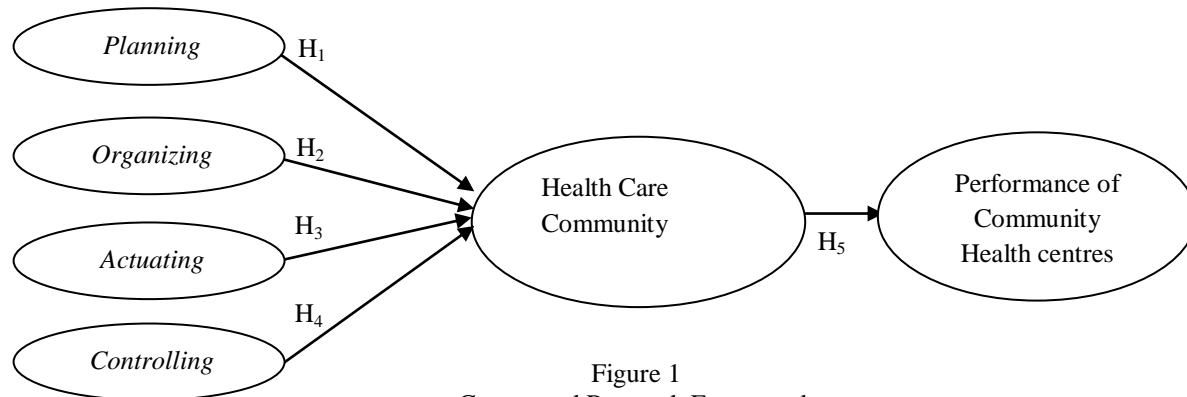 Planning
H₁
Organizing
H₂
Actuating
H₃
Controlling
H₄
Health Care
Community
H₅
Performance of
Community
Health centres
Figure 1